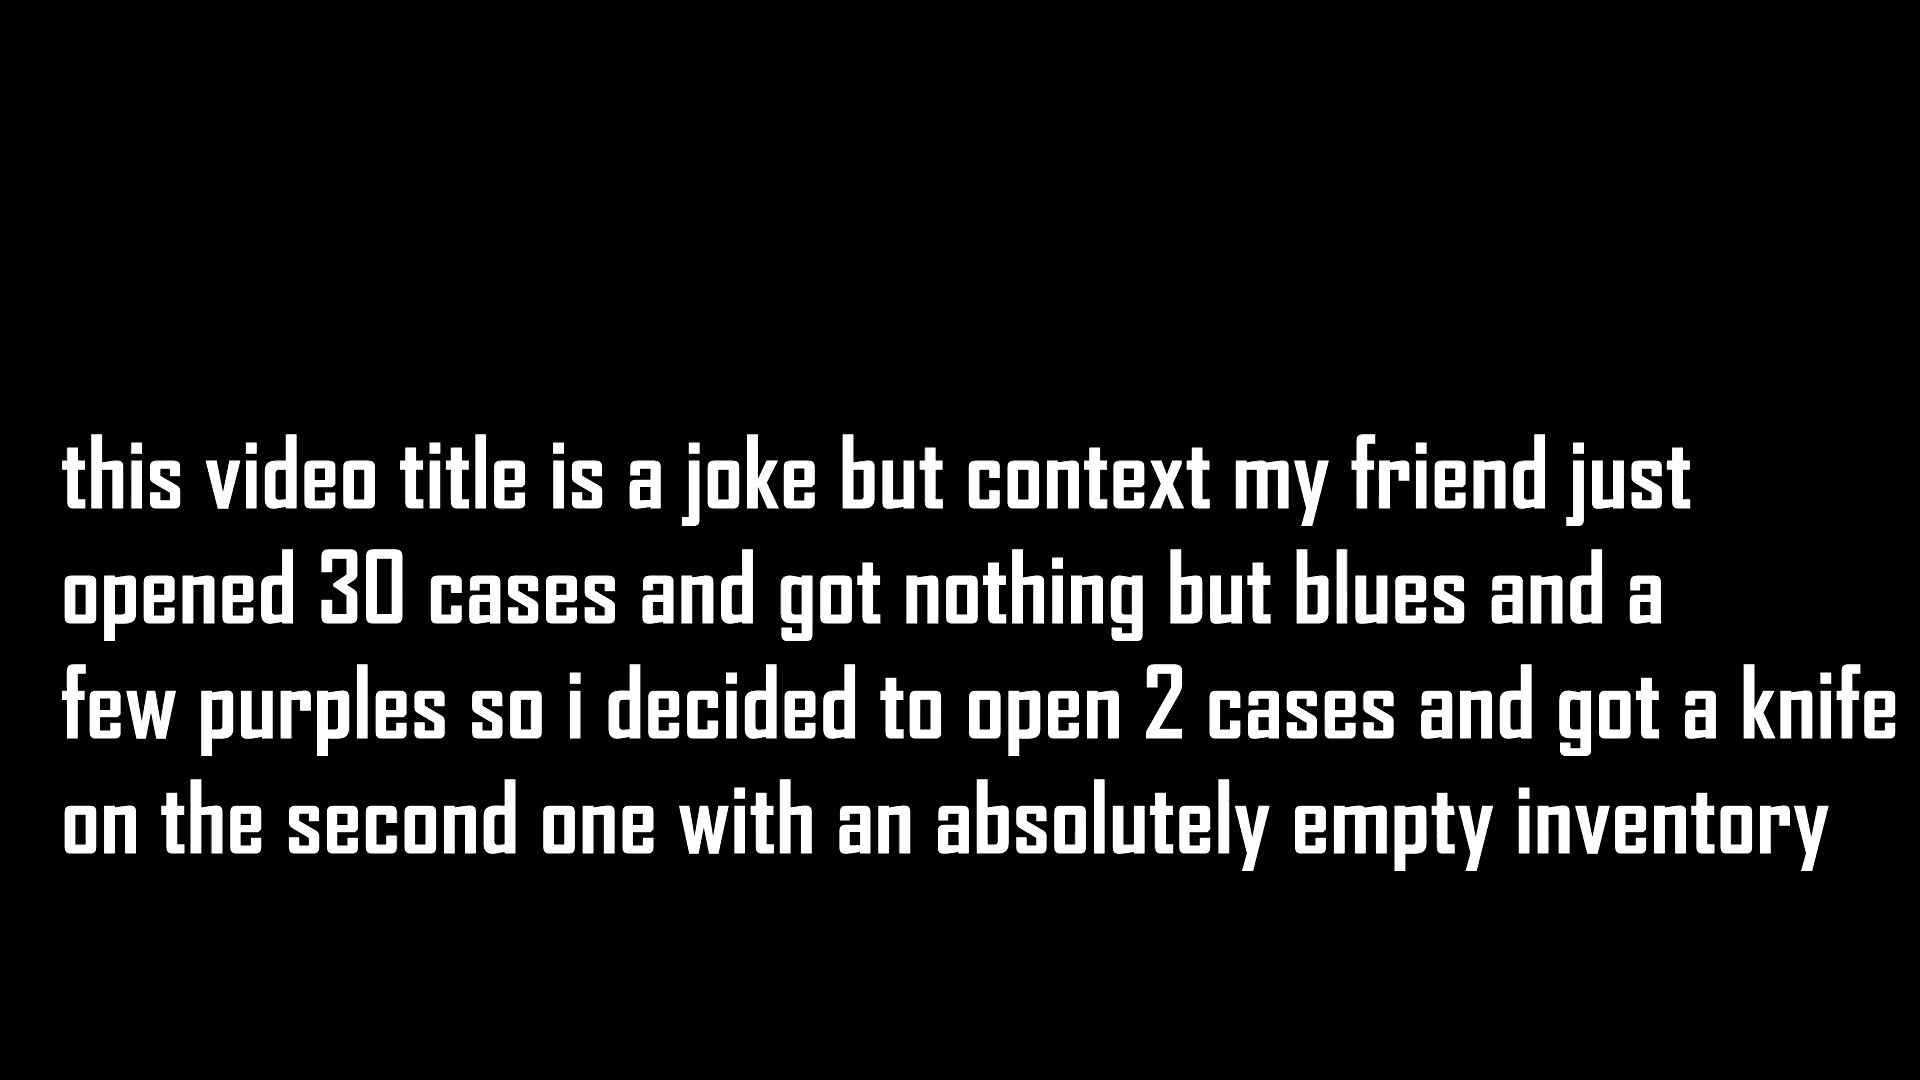 this video title is a joke but context my friend just
opened 30 cases and got nothing but blues and a
few purples so i decided to open 2 cases and got a knife
on the second one with an absolutely empty inventory